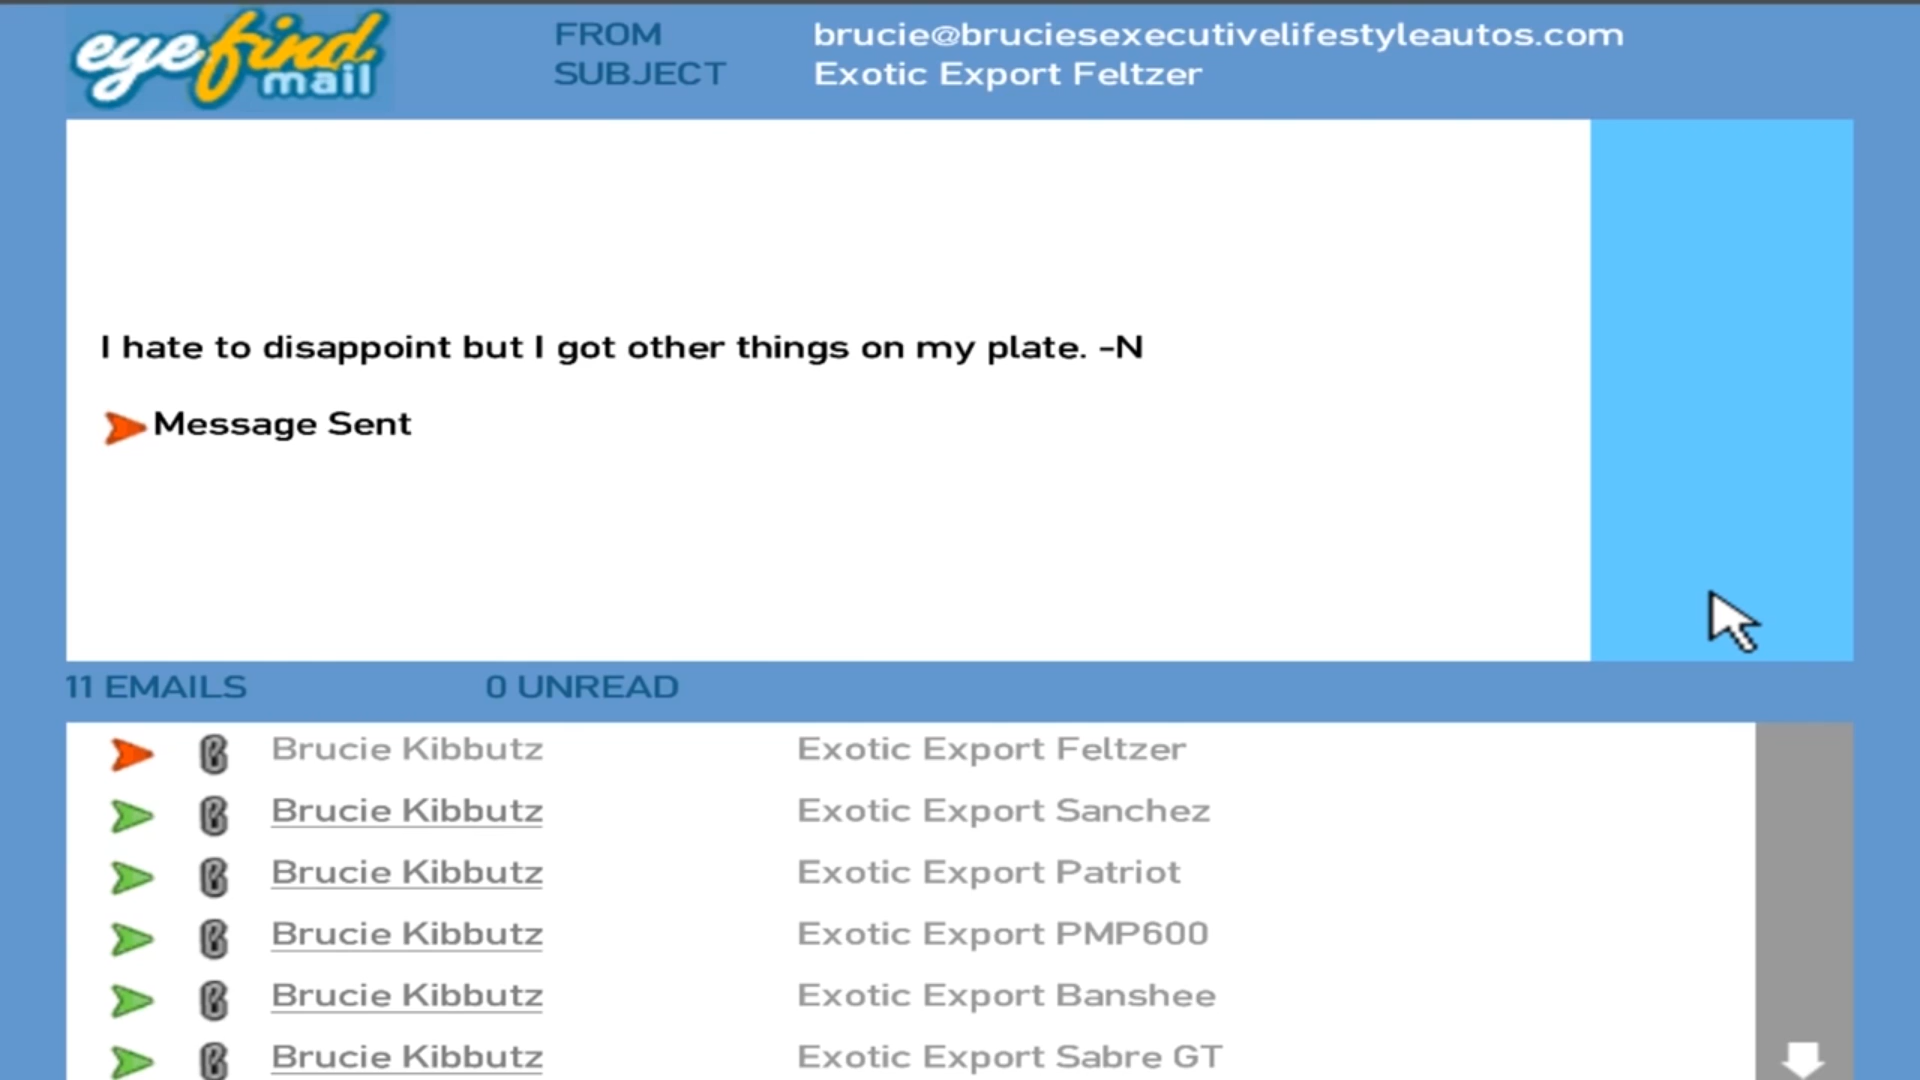 eyefind mail
FROM brucie@bruciesexecutivelifestyleautos.com
SUBJECT Exotic Export Feltzer
I hate to disappoint but I got other things on my plate. -N
Message Sent
11 EMAILS 0 UNREAD
Brucie Kibbutz Exotic Export Feltzer
Brucie Kibbutz Exotic Export Sanchez
Brucie Kibbutz Exotic Export Patriot
Brucie Kibbutz Exotic Export PMP600
Brucie Kibbutz Exotic Export Banshee
Brucie Kibbutz Exotic Export Sabre GT